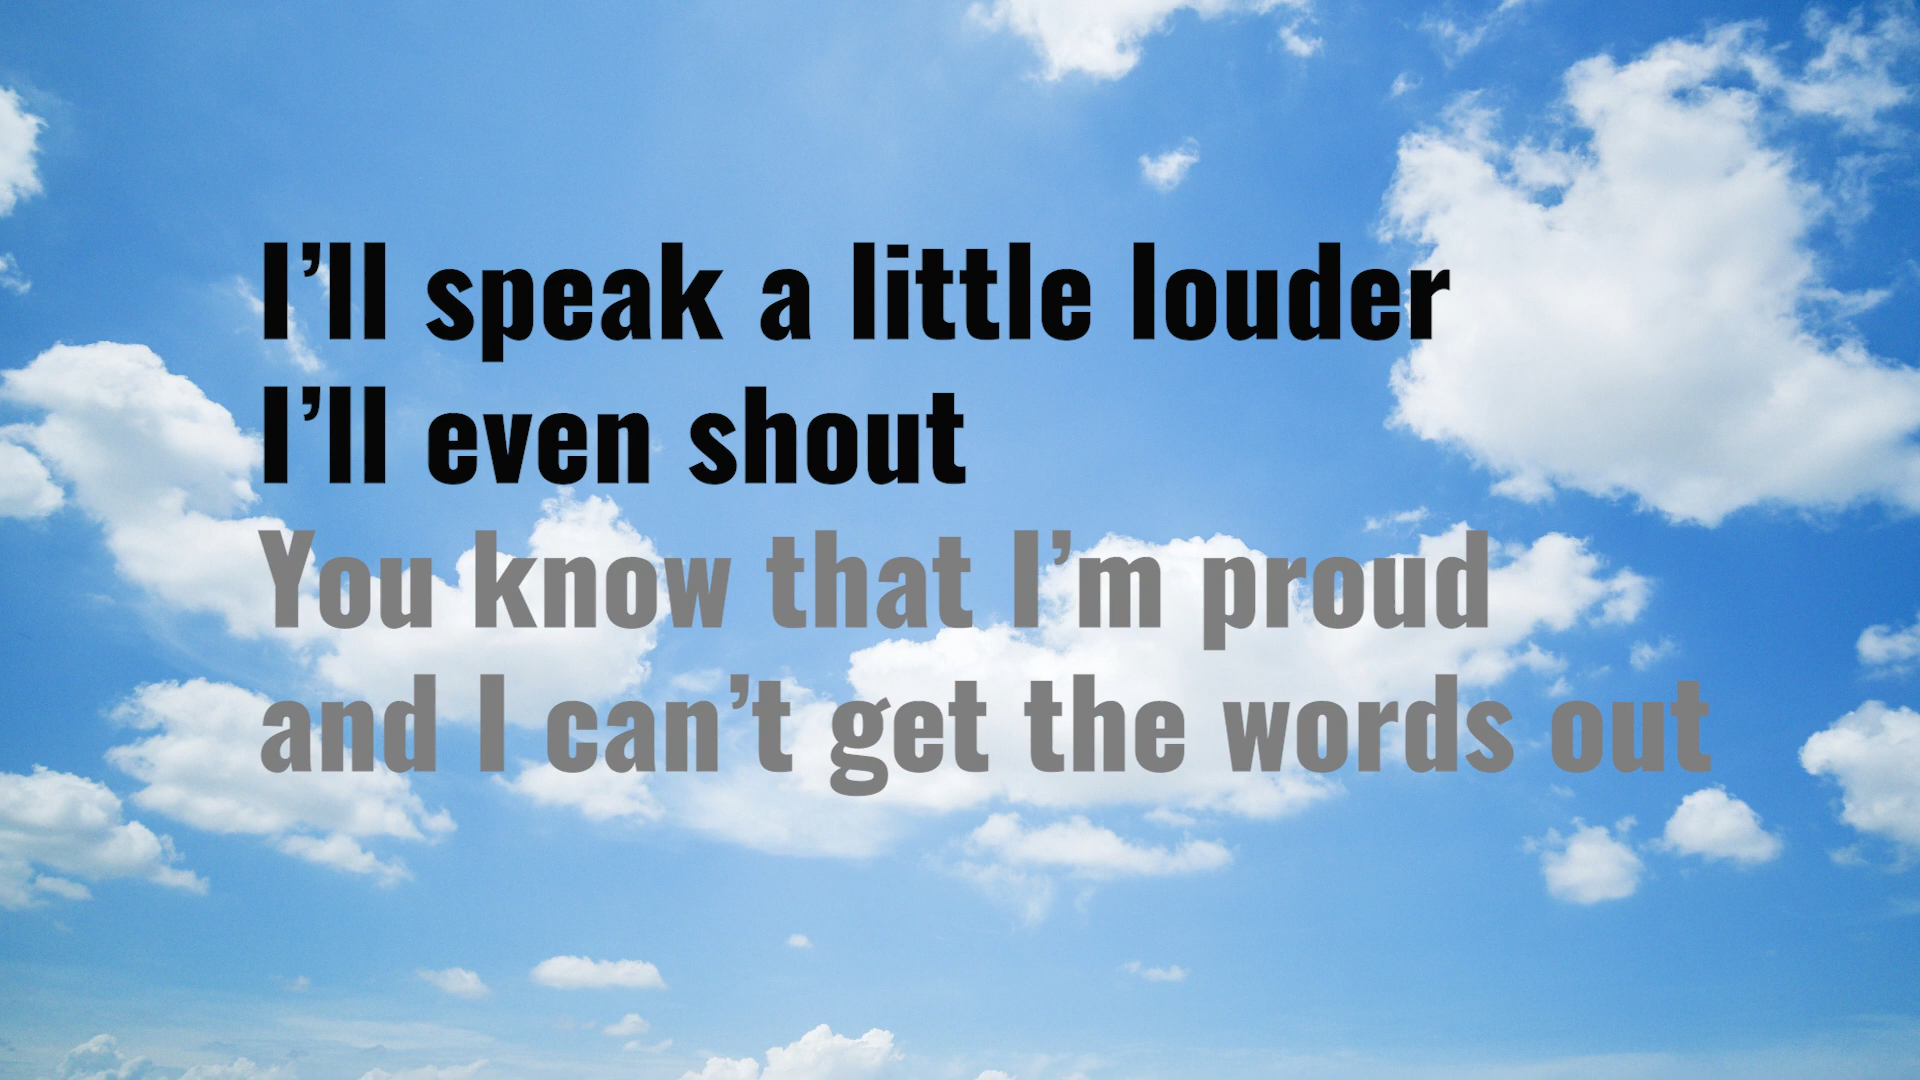 I’ll speak a little louder
I’ll even shout
You know that I’m proud
and I can’t get the words out